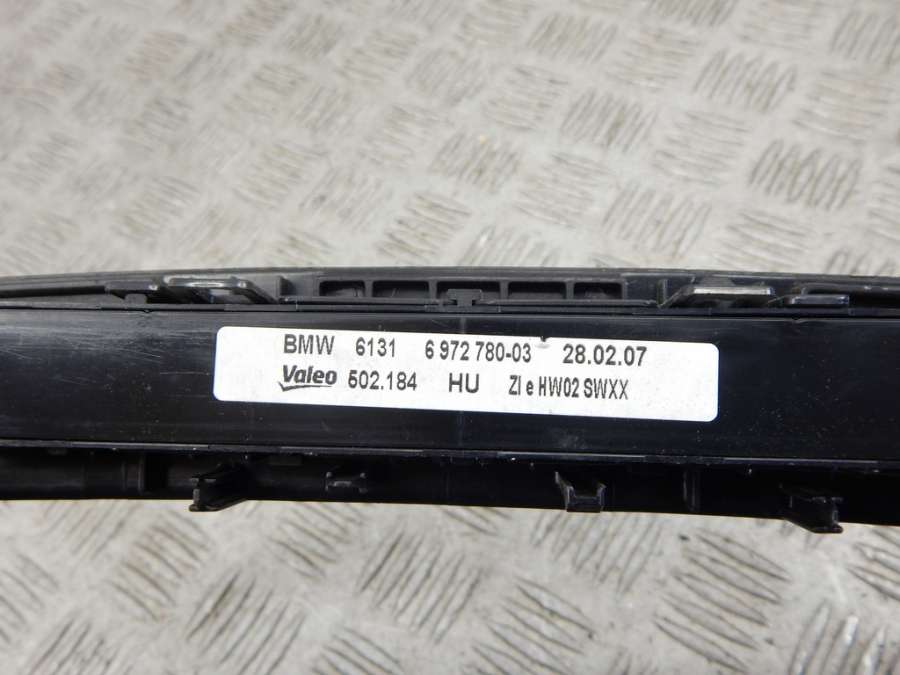 BMW 6131 6 972 780-03 28.02.07
Valeo 502.184 HU ZI e HW02 SWXX